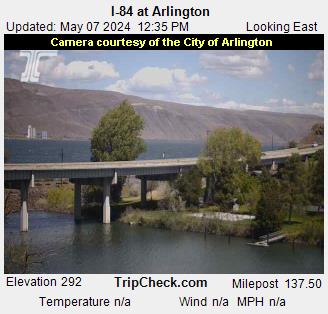 I-84 at Arlington
Updated: May 07 2024 12:35 PM Looking East
Camera courtesy of the City of Arlington
Elevation 292 TripCheck.com Milepost 137.50
Temperature n/a Wind n/a MPH n/a